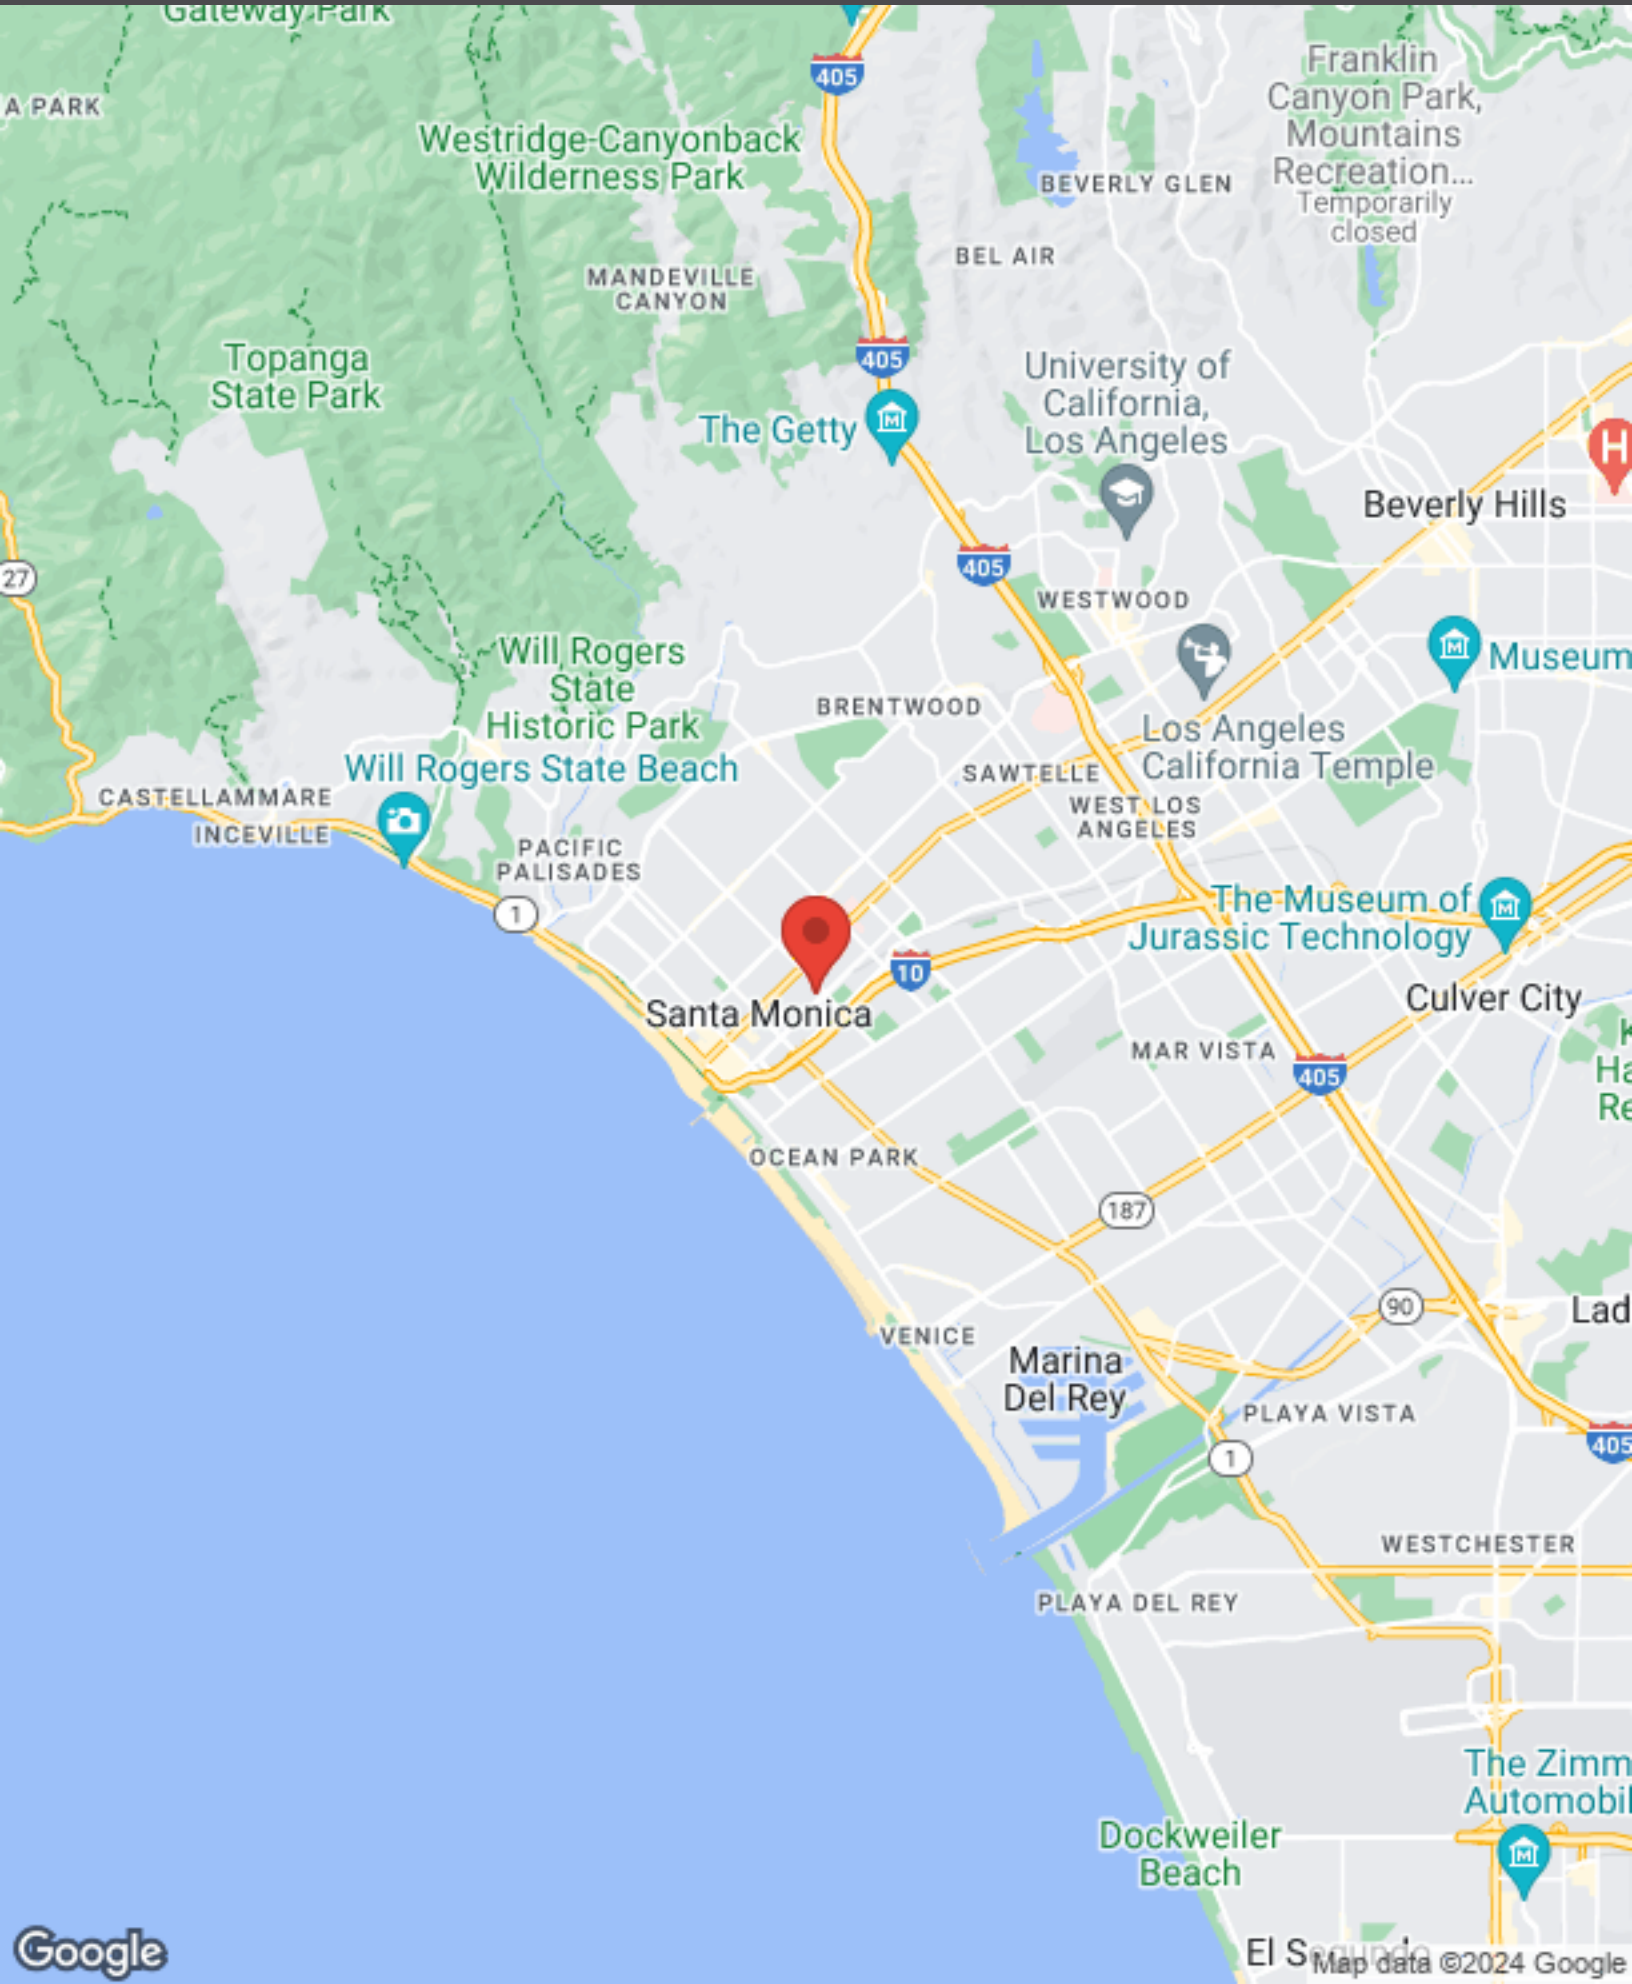 Gateway Park
405
Franklin
Canyon Park,
Mountains
Recreation...
Temporarily
closed
A PARK
Westridge-Canyonback
Wilderness Park
BEVERLY GLEN
BEL AIR
MANDEVILLE
CANYON
Topanga
State Park
405
University of
California,
Los Angeles
The Getty
M
H
Beverly Hills
405
27
WESTWOOD
Will Rogers
State
Historic Park
M
Museum
BRENTWOOD
Los Angeles
California Temple
Will Rogers State Beach
SAWTELLE
CASTELLAMMARE
INCEVILLE
WEST LOS
ANGELES
PACIFIC
PALISADES
1
The Museum of
Jurassic Technology
M
10
Santa Monica
Culver City
MAR VISTA
405
K
Ha
Re
OCEAN PARK
187
90
Lad
VENICE
Marina
Del Rey
PLAYA VISTA
1
405
WESTCHESTER
PLAYA DEL REY
The Zimm
Automobil
M
Dockweiler
Beach
El Segundo
Google
Map data ©2024 Google